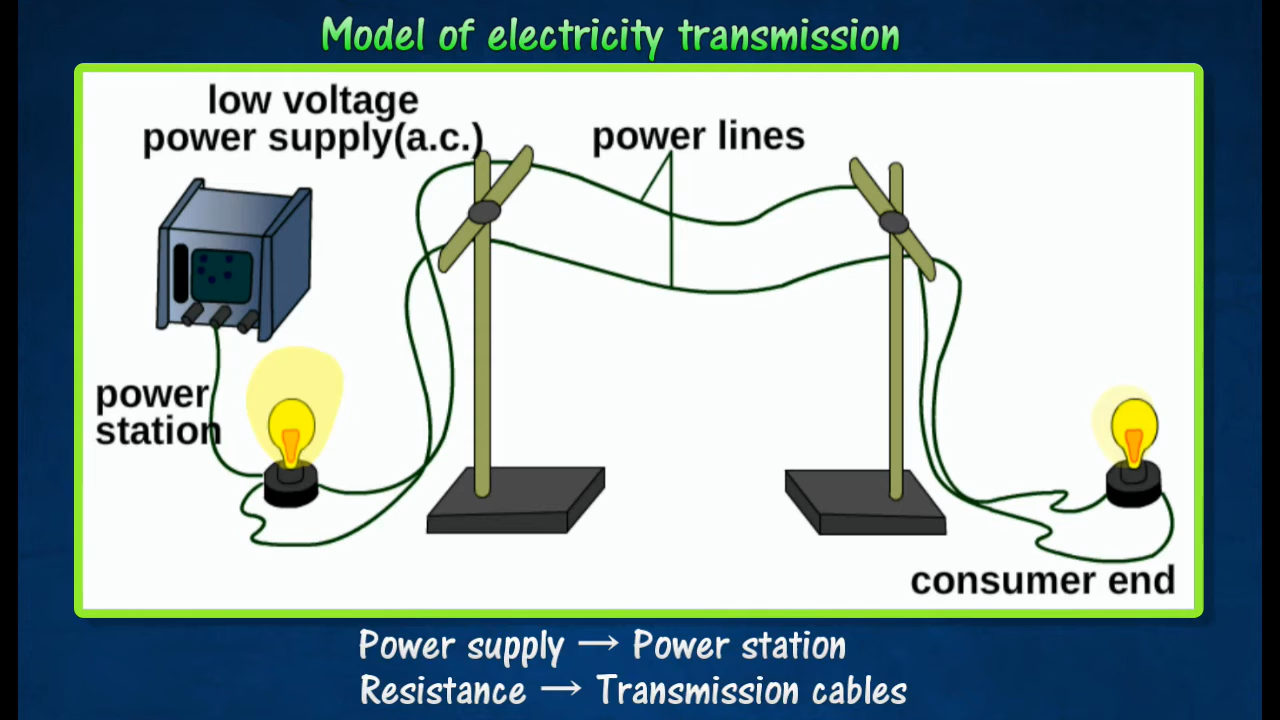 Model of electricity transmission
low voltage
power supply(a.c.)
power lines
power
station
consumer end
Power supply → Power station
Resistance → Transmission cables